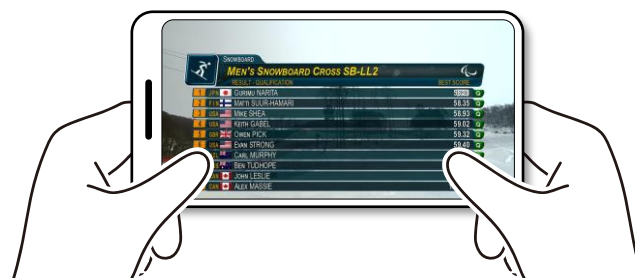 SNOWBOARD
MEN'S SNOWBOARD CROSS SB-LL2
RESULT - QUALIFICATION BEST SCORE
1 JPN GURIMU NARITA Q
2 FIN MATTI SUUR-HAMARI 58.35 Q
3 USA MIKE SHEA 58.93 Q
4 USA KEITH GABEL 59.02 Q
5 GBR OWEN PICK 59.32 Q
6 USA EVAN STRONG 59.40 Q
CARL MURPHY
BEN TUDHOPE
JOHN LESLIE
CAN ALEX MASSIE